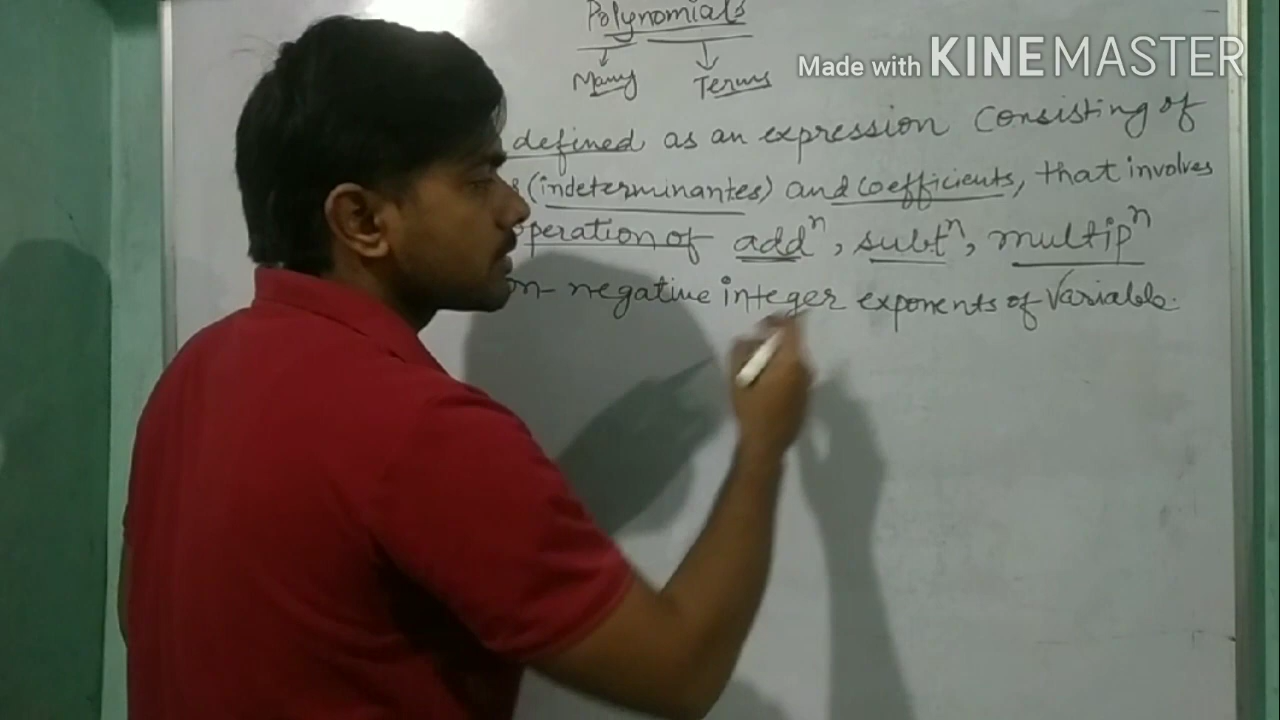 Polynomials
Made with KINEMASTER
Many Terms
defined as an expression consisting of
(indeterminantes) and coefficients, that involves
operation of addⁿ, subtⁿ, multipⁿ
negative integer exponents of Variable.